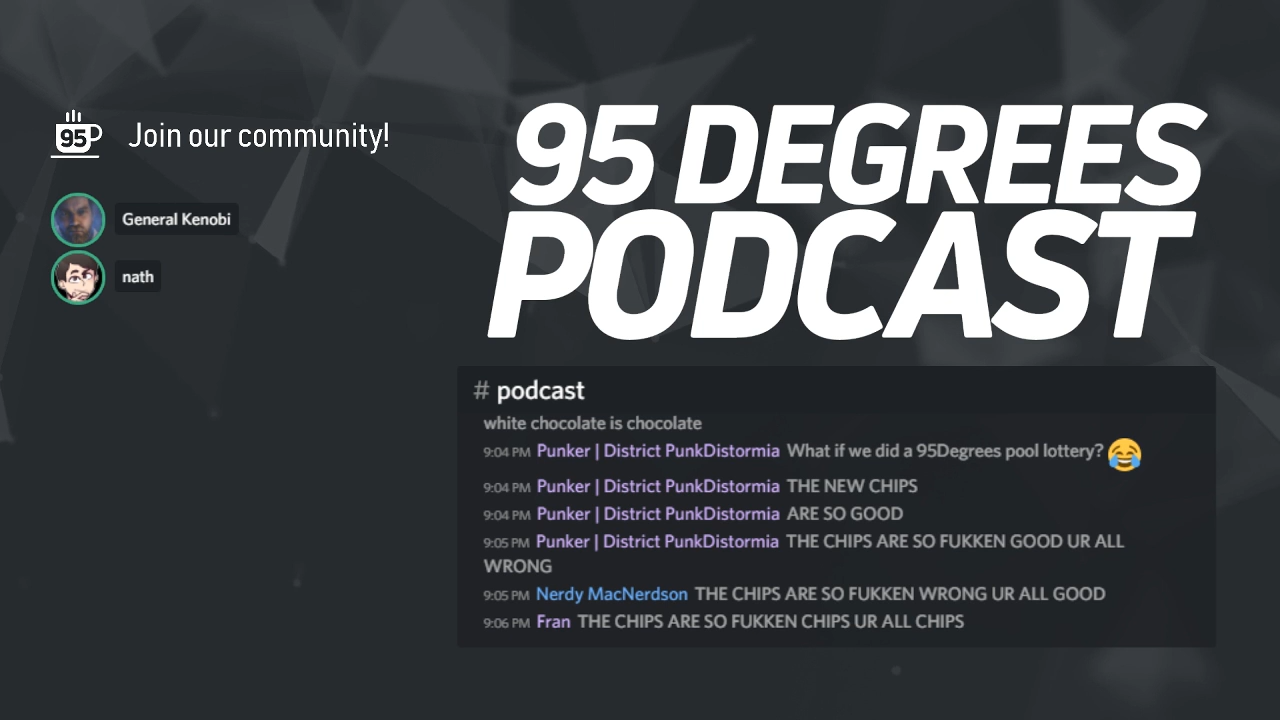 95 Join our community!
General Kenobi
nath
95 DEGREES
PODCAST
# podcast
white chocolate is chocolate
9:04 PM Punker | District PunkDistormia What if we did a 95Degrees pool lottery? 😂
9:04 PM Punker | District PunkDistormia THE NEW CHIPS
9:04 PM Punker | District PunkDistormia ARE SO GOOD
9:05 PM Punker | District PunkDistormia THE CHIPS ARE SO FUKKEN GOOD UR ALL
WRONG
9:05 PM Nerdy MacNerdson THE CHIPS ARE SO FUKKEN WRONG UR ALL GOOD
9:06 PM Fran THE CHIPS ARE SO FUKKEN CHIPS UR ALL CHIPS